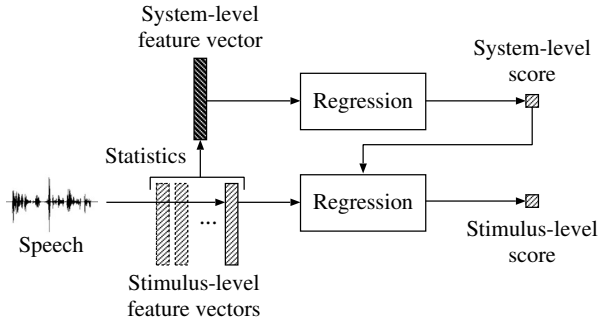 System-level
feature vector
System-level
score
Regression
Statistics
Regression
...
Speech
Stimulus-level
feature vectors
Stimulus-level
score